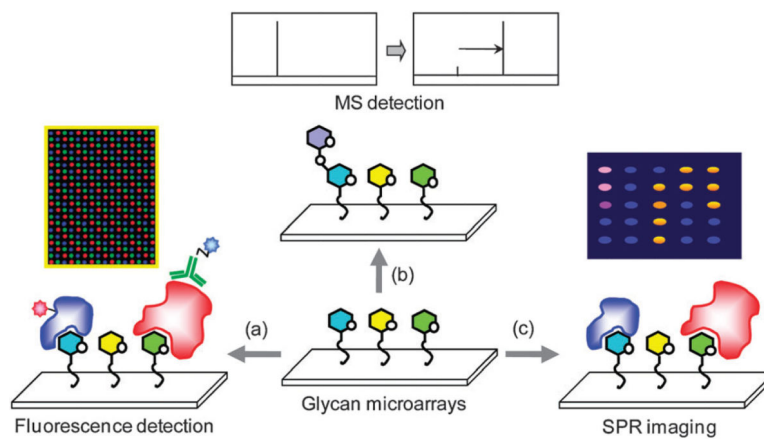 MS detection
(b)
(a)
(c)
Glycan microarrays
Fluorescence detection
SPR imaging